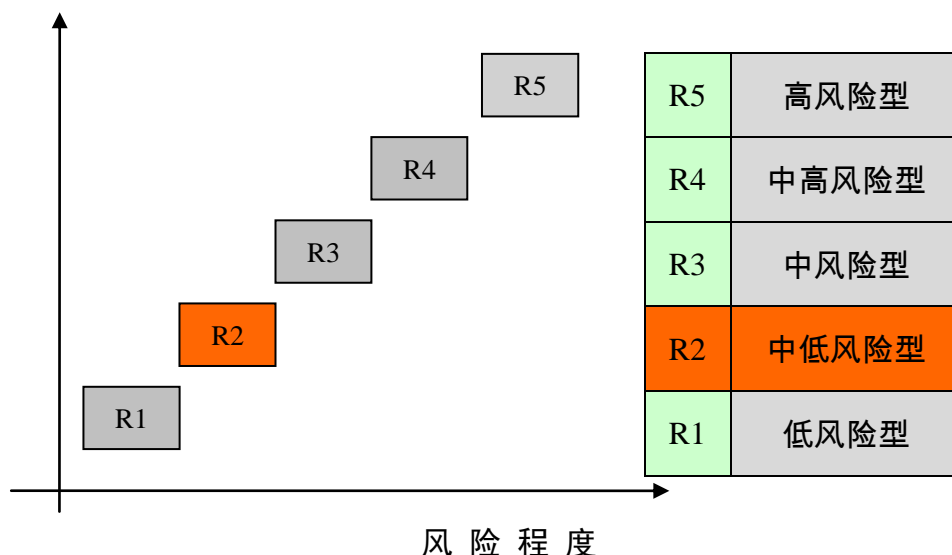 R5
R4
R3
R2
R1
R5 高风险型
R4 中高风险型
R3 中风险型
R2 中低风险型
R1 低风险型
风险程度